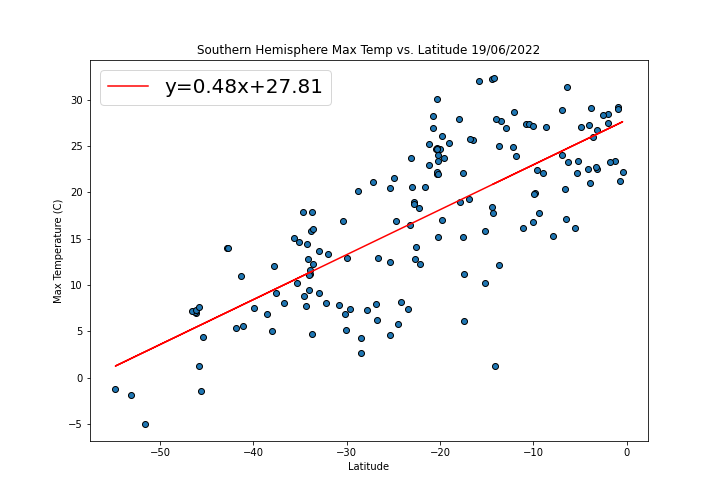 Southern Hemisphere Max Temp vs. Latitude 19/06/2022
y=0.48x+27.81
30
25
20
15
10
5
0
−5
Max Temperature (C)
−50 −40 −30 −20 −10 0
Latitude